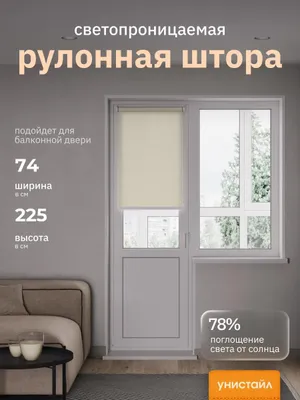 светопроницаемая
рулонная штора
подойдет для
балконной двери
74
ширина
в см
225
высота
в см
78%
поглощение
света от солнца
унистайл